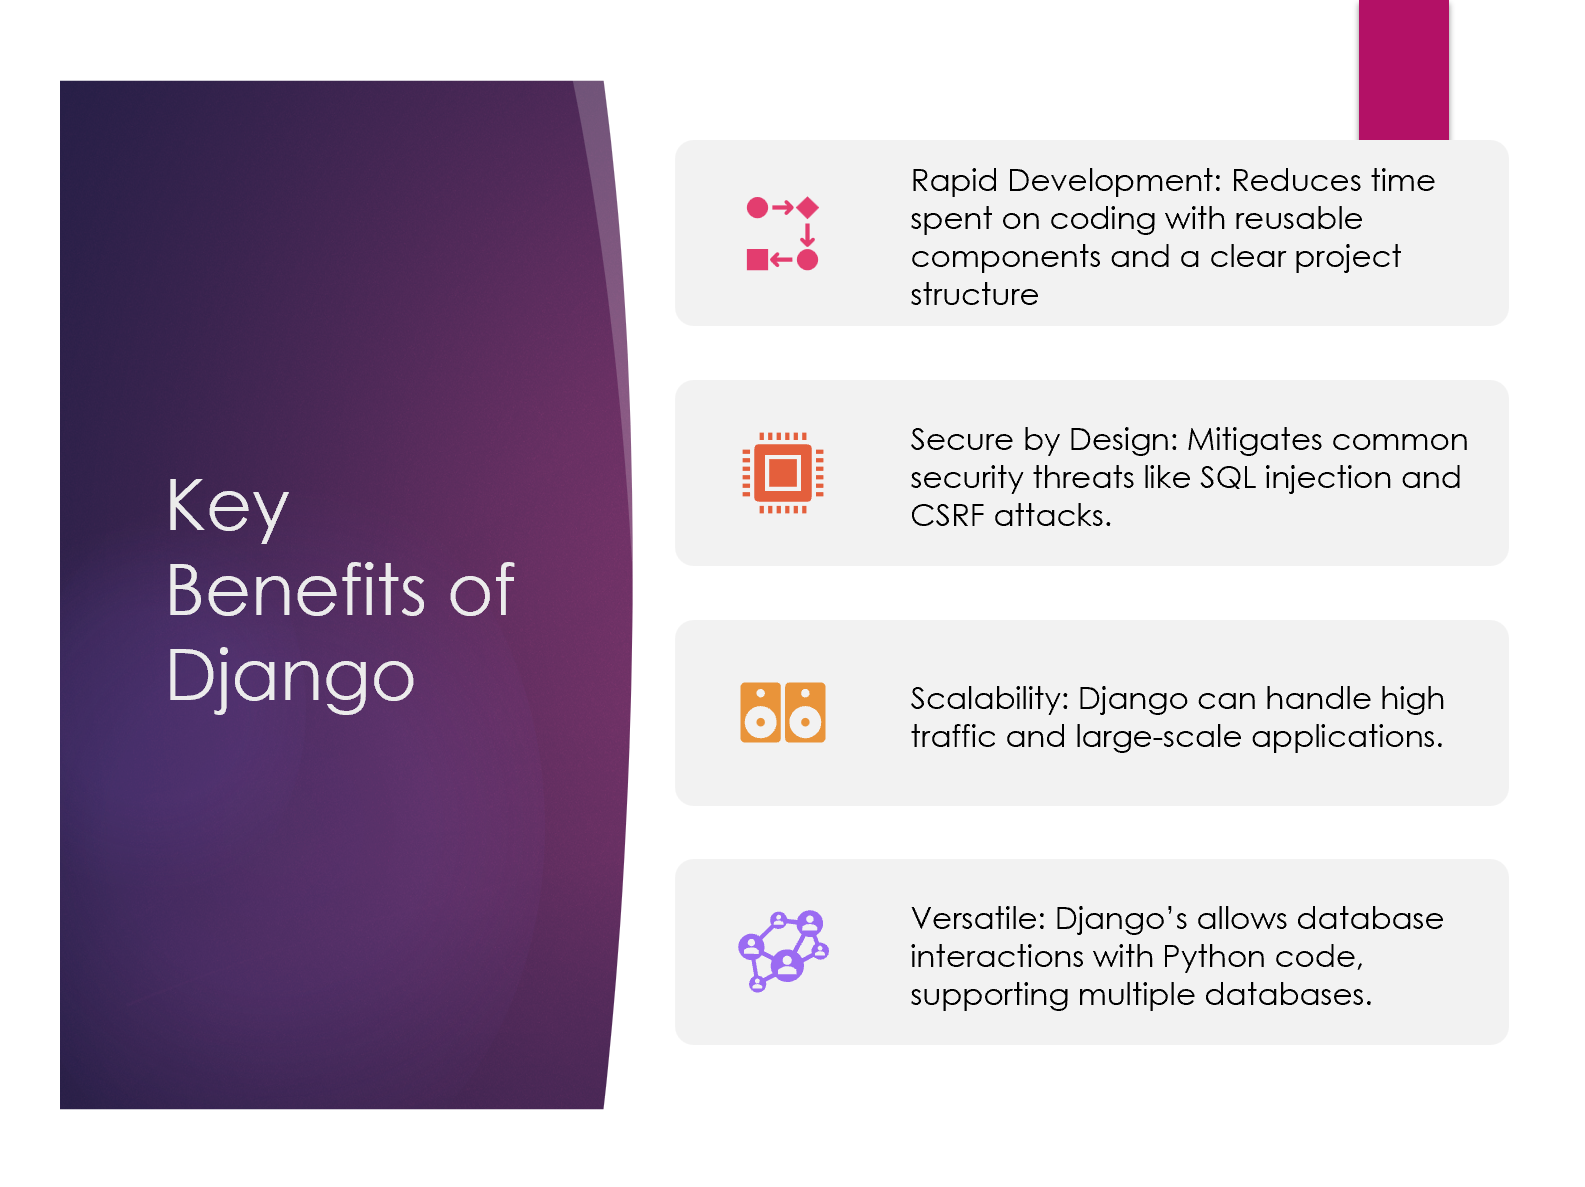 Key
Benefits of
Django
Rapid Development: Reduces time
spent on coding with reusable
components and a clear project
structure
Secure by Design: Mitigates common
security threats like SQL injection and
CSRF attacks.
Scalability: Django can handle high
traffic and large-scale applications.
Versatile: Django’s allows database
interactions with Python code,
supporting multiple databases.